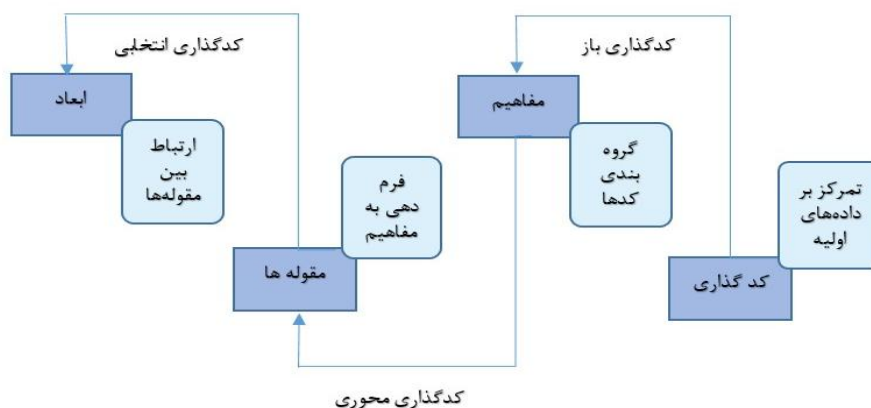 کدگذاری باز
کدگذاری انتخابی
مفاهیم
ابعاد
گروه
بندی
کدها
ارتباط
بین
مقوله‌ها
تمرکز بر
داده‌های
اولیه
فرم
دهی به
مفاهیم
کد گذاری
مقوله ها
کدگذاری محوری